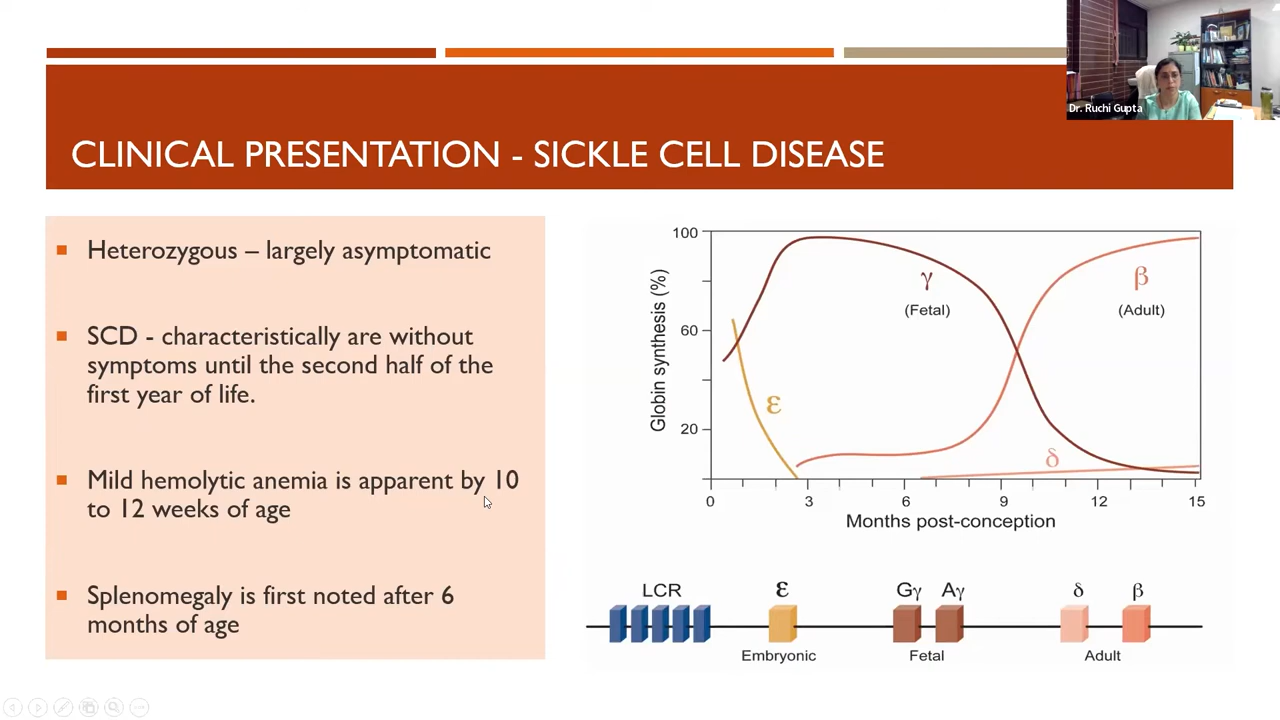 Dr. Ruchi Gupta
CLINICAL PRESENTATION - SICKLE CELL DISEASE
Heterozygous – largely asymptomatic
SCD - characteristically are without
symptoms until the second half of the
first year of life.
Mild hemolytic anemia is apparent by 10
to 12 weeks of age
Splenomegaly is first noted after 6
months of age
Globin synthesis (%)
100
60
20
γ
(Fetal)
β
(Adult)
ε
δ
0 3 6 9 12 15
Months post-conception
LCR ε Gγ Aγ δ β
Embryonic Fetal Adult